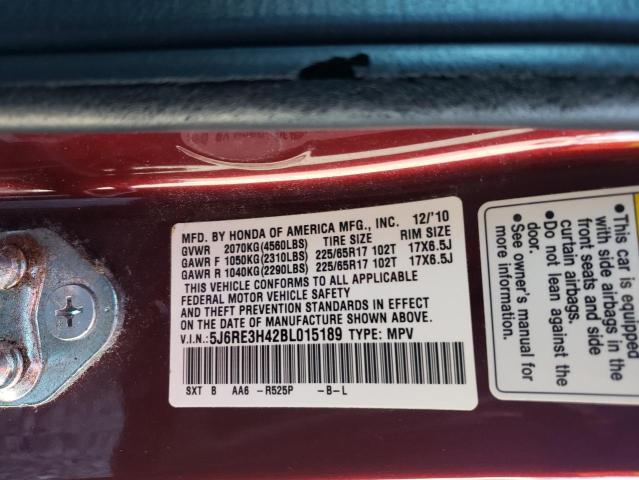 MFD. BY HONDA OF AMERICA MFG., INC. 12/'10
GVWR 2070KG(4560LBS) TIRE SIZE RIM SIZE
GAWR F 1050KG(2310LBS) 225/65R17 102T 17X6.5J
GAWR R 1040KG(2290LBS) 225/65R17 102T 17X6.5J
THIS VEHICLE CONFORMS TO ALL APPLICABLE
FEDERAL MOTOR VEHICLE SAFETY
AND THEFT PREVENTION STANDARDS IN EFFECT
ON THE DATE OF MANUFACTURE SHOWN ABOVE.
V.I.N.: 5J6RE3H42BL015189 TYPE: MPV
SXT B AA6 -R525P -B-L
•This car is equipped
with side airbags in
front seats and side
curtain airbags.
•Do not lean against the
door.
•See owner's manual
for more